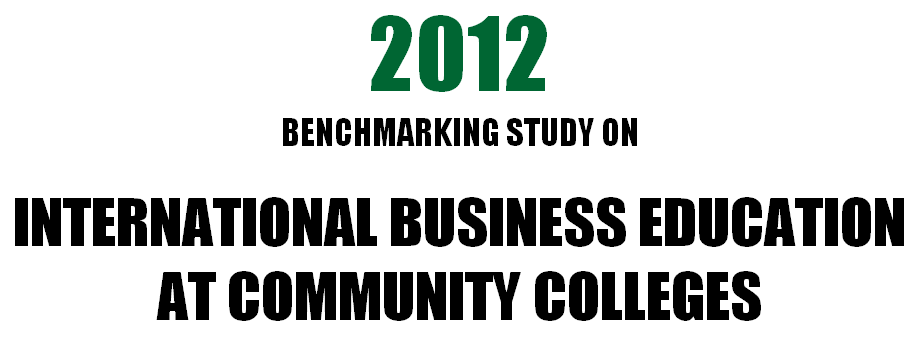 2012
BENCHMARKING STUDY ON
INTERNATIONAL BUSINESS EDUCATION
AT COMMUNITY COLLEGES